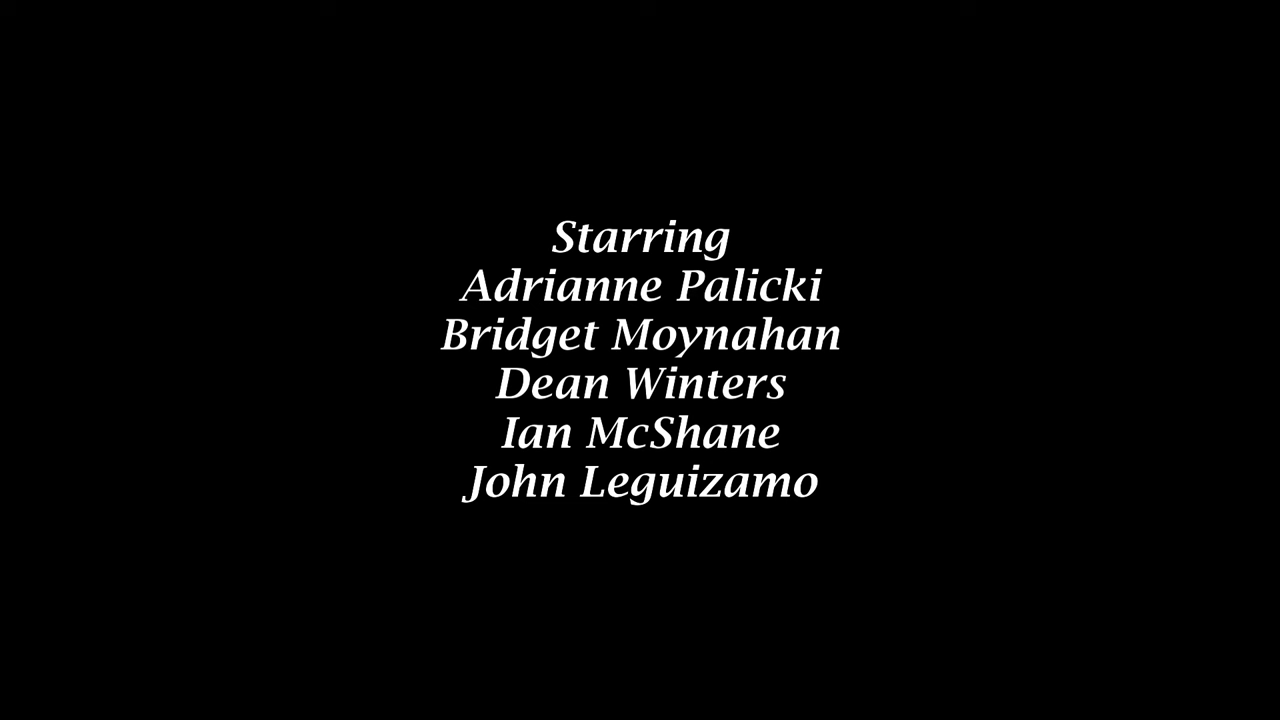 Starring
Adrianne Palicki
Bridget Moynahan
Dean Winters
Ian McShane
John Leguizamo